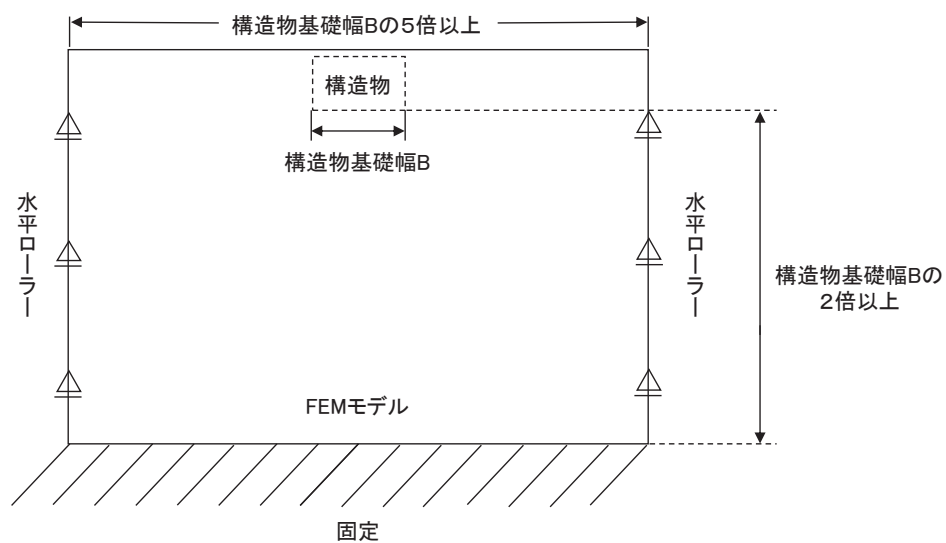 構造物基礎幅Bの5倍以上
構造物
構造物基礎幅B
水平ローラー
水平ローラー
構造物基礎幅Bの
2倍以上
FEMモデル
固定